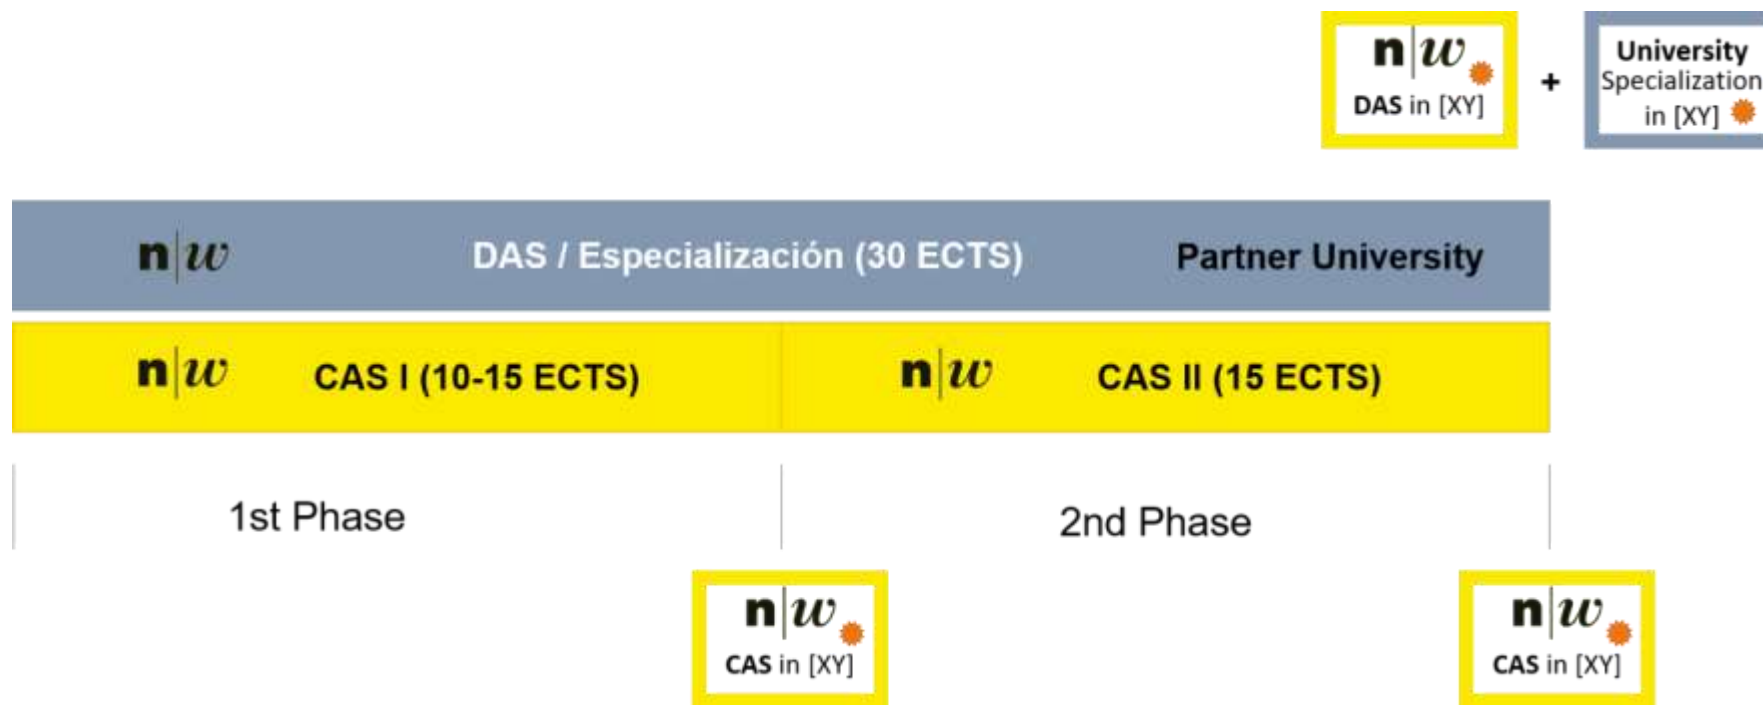 n|w
DAS in [XY]
+
University
Specialization
in [XY]
n|w
DAS / Especialización (30 ECTS)
Partner University
n|w
CAS I (10-15 ECTS)
n|w
CAS II (15 ECTS)
1st Phase
2nd Phase
n|w
CAS in [XY]
n|w
CAS in [XY]